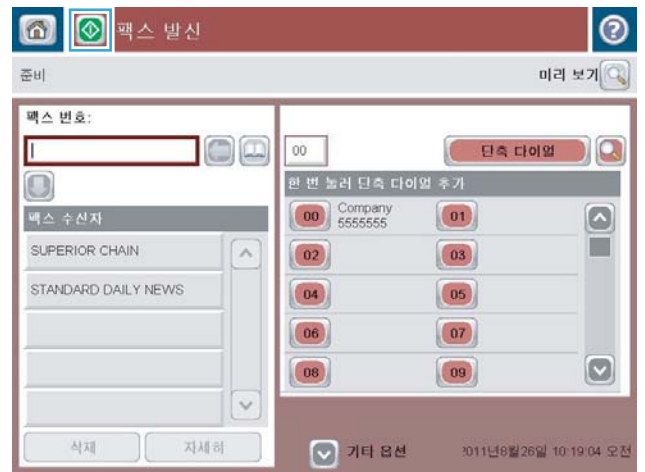 팩스 발신
준비
미리 보기
팩스 번호:
00
단축 다이얼
한 번 눌러 단축 다이얼 추가
팩스 수신자
00 Company 01
5555555
SUPERIOR CHAIN
02 03
STANDARD DAILY NEWS
04 05
06 07
08 09
삭제 자세히
기타 옵션
2011년8월26일 10:19:04 오전